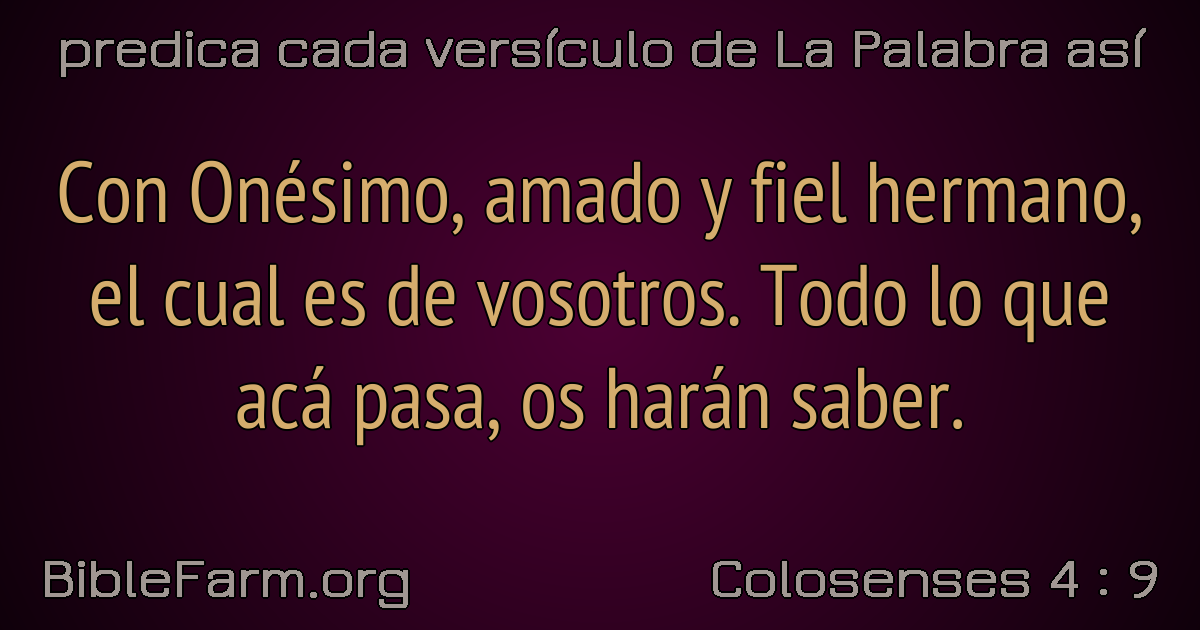 predica cada versículo de La Palabra así
Con Onésimo, amado y fiel hermano,
el cual es de vosotros. Todo lo que
acá pasa, os harán saber.
BibleFarm.org
Colosenses 4 : 9